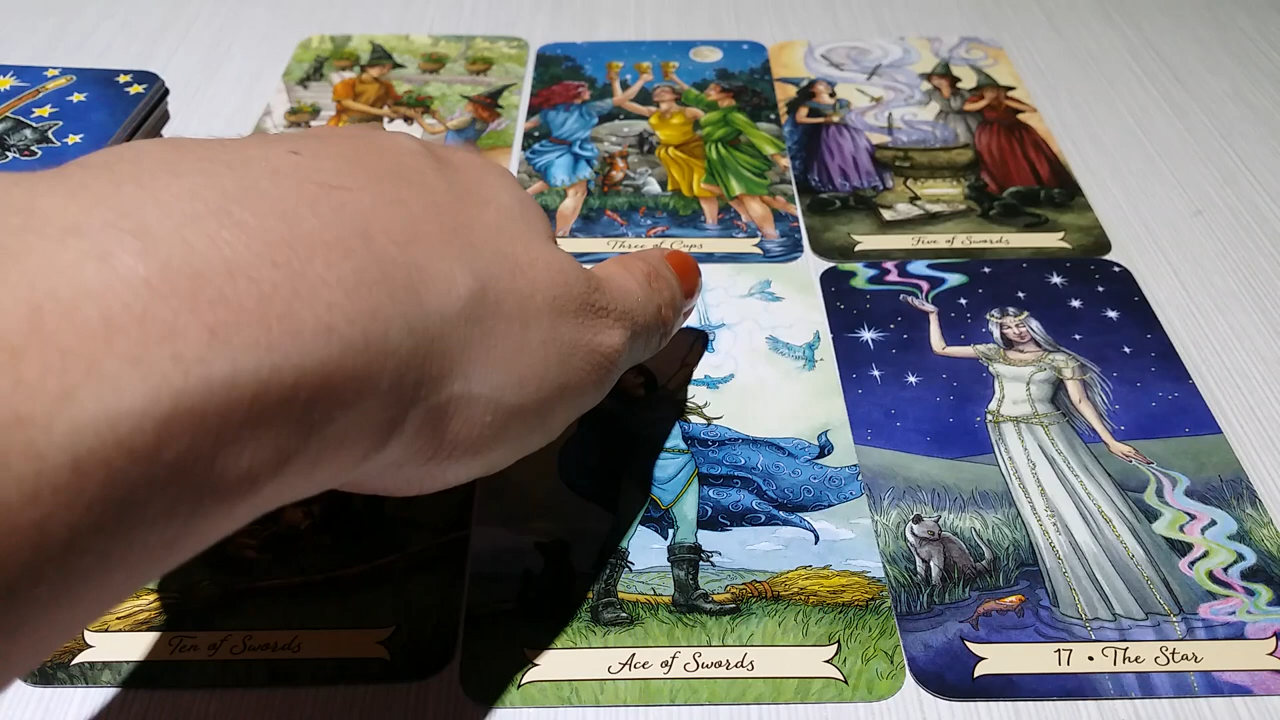 Three of Cups
Five of Swords
Ten of Swords
Ace of Swords
17 • The Star